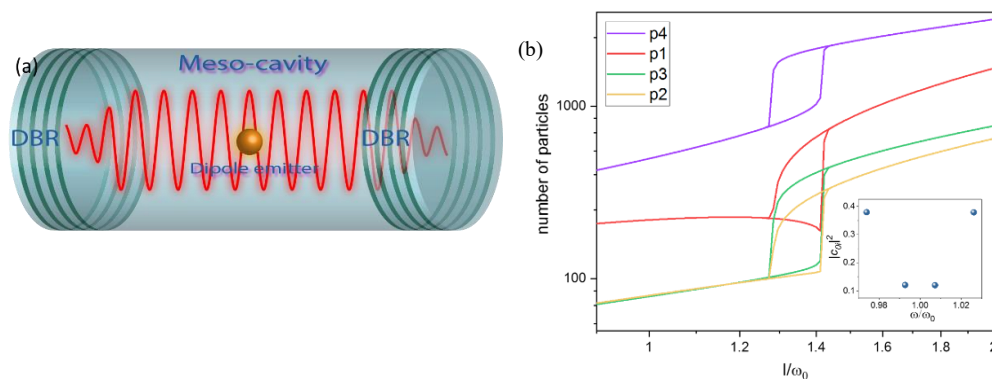 (a)
Meso-cavity
DBR
DBR
Dipole emitter
(b)
p4
p1
p3
p2
number of particles
1000
100
1
1.2
1.4
1.6
1.8
2
I/ω₀
|c₀ᵢ|²
0.4
0.3
0.2
0.1
0.98
1.00
1.02
ω/ω₀